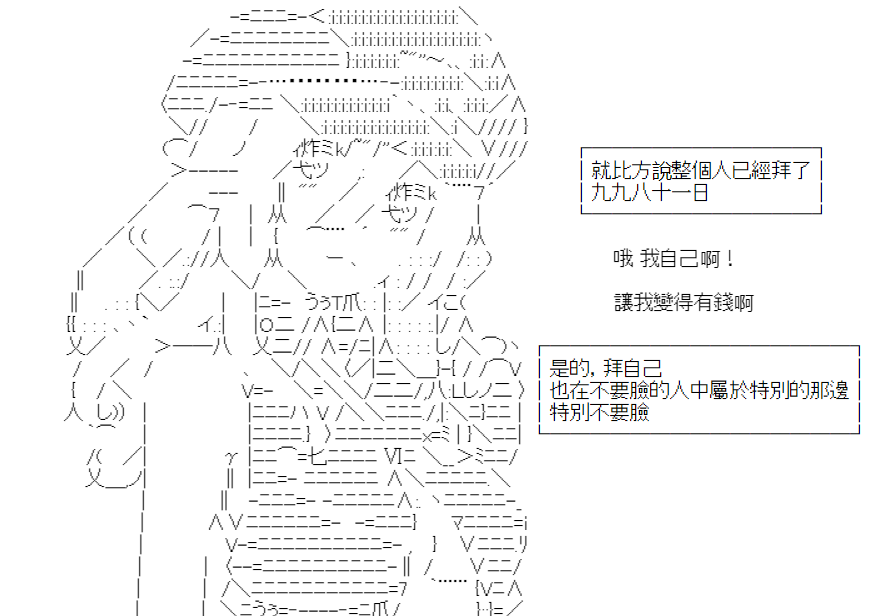 就比方說整個人已經拜了
九九八十一日
哦 我自己啊！
讓我變得有錢啊
是的，拜自己
也在不要臉的人中屬於特別的那邊
特別不要臉